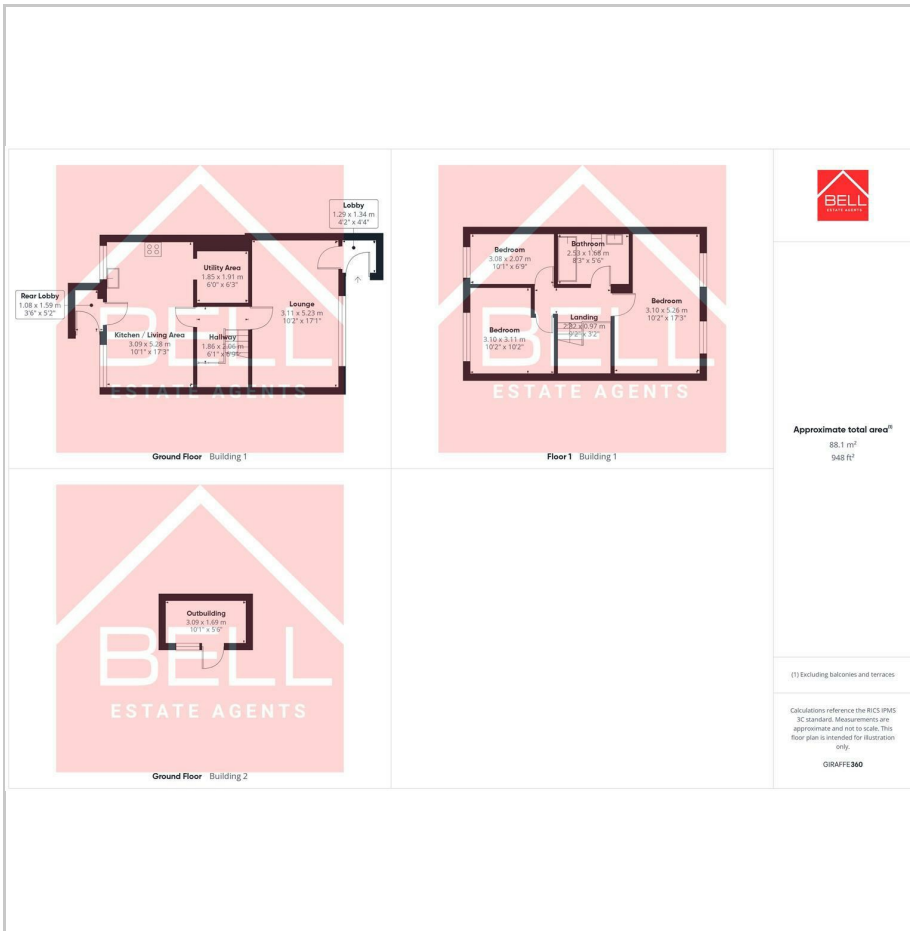 Lobby
1.29 x 1.34 m
4'2" x 4'4"
Utility Area
1.85 x 1.91 m
6'0" x 6'3"
Rear Lobby
1.08 x 1.59 m
3'6" x 5'2"
Lounge
3.11 x 5.23 m
10'2" x 17'1"
Kitchen / Living Area
3.09 x 5.28 m
10'1" x 17'3"
Hallway
1.86 x 2.06 m
6'1" x 6'9"
BELL
ESTATE AGENTS
Ground Floor Building 1
Bedroom
3.08 x 2.07 m
10'1" x 6'9"
Bathroom
2.53 x 1.68 m
8'3" x 5'6"
Bedroom
3.10 x 3.11 m
10'2" x 10'2"
Landing
x 0.97 m
x 3'2"
Bedroom
3.10 x 5.26 m
10'2" x 17'3"
BELL
ESTATE AGENTS
Floor 1 Building 1
Outbuilding
3.09 x 1.69 m
10'1" x 5'6"
BELL
ESTATE AGENTS
Ground Floor Building 2
BELL
ESTATE AGENTS
Approximate total area(1)
88.1 m²
948 ft²
(1) Excluding balconies and terraces
Calculations reference the RICS IPMS
3C standard. Measurements are
approximate and not to scale. This
floor plan is intended for illustration
only.
GIRAFFE360